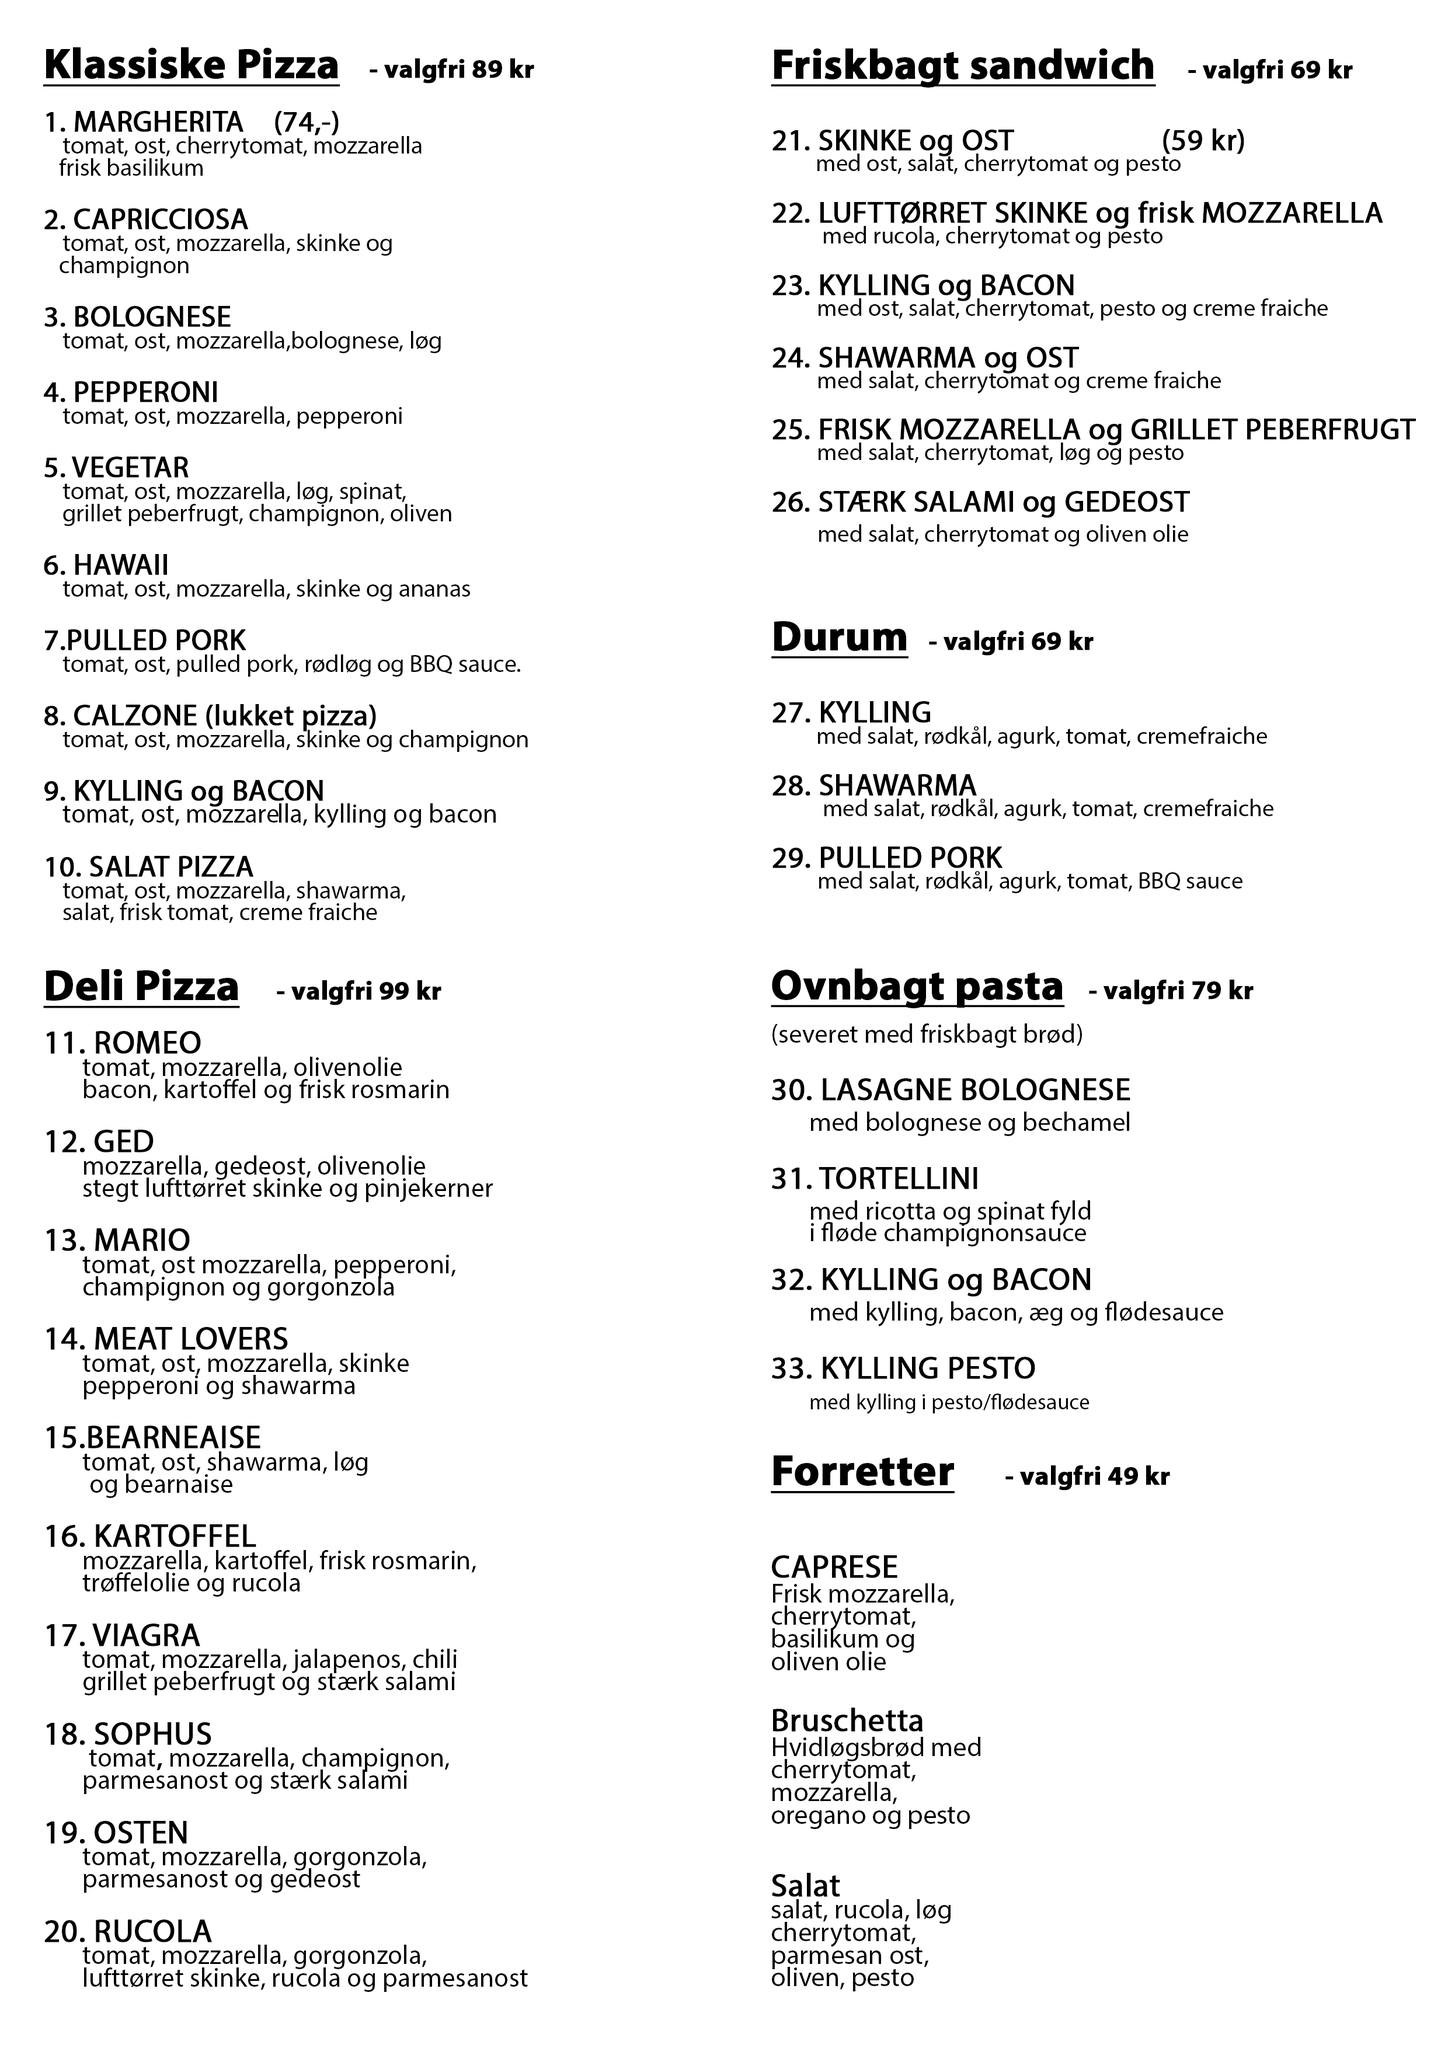 Klassiske Pizza - valgfri 89 kr
1. MARGHERITA (74,-)
tomat, ost, cherrytomat, mozzarella
frisk basilikum
2. CAPRICCIOSA
tomat, ost, mozzarella, skinke og
champignon
3. BOLOGNESE
tomat, ost, mozzarella,bolognese, løg
4. PEPPERONI
tomat, ost, mozzarella, pepperoni
5. VEGETAR
tomat, ost, mozzarella, løg, spinat,
grillet peberfrugt, champignon, oliven
6. HAWAII
tomat, ost, mozzarella, skinke og ananas
7.PULLED PORK
tomat, ost, pulled pork, rødløg og BBQ sauce.
8. CALZONE (lukket pizza)
tomat, ost, mozzarella, skinke og champignon
9. KYLLING og BACON
tomat, ost, mozzarella, kylling og bacon
10. SALAT PIZZA
tomat, ost, mozzarella, shawarma,
salat, frisk tomat, creme fraiche
Deli Pizza - valgfri 99 kr
11. ROMEO
tomat, mozzarella, olivenolie
bacon, kartoffel og frisk rosmarin
12. GED
mozzarella, gedeost, olivenolie
stegt lufttørret skinke og pinjekerner
13. MARIO
tomat, ost mozzarella, pepperoni,
champignon og gorgonzola
14. MEAT LOVERS
tomat, ost, mozzarella, skinke
pepperoni og shawarma
15.BEARNEAISE
tomat, ost, shawarma, løg
og bearnaise
16. KARTOFFEL
mozzarella, kartoffel, frisk rosmarin,
trøffelolie og rucola
17. VIAGRA
tomat, mozzarella, jalapenos, chili
grillet peberfrugt og stærk salami
18. SOPHUS
tomat, mozzarella, champignon,
parmesanost og stærk salami
19. OSTEN
tomat, mozzarella, gorgonzola,
parmesanost og gedeost
20. RUCOLA
tomat, mozzarella, gorgonzola,
lufttørret skinke, rucola og parmesanost
Friskbagt sandwich - valgfri 69 kr
21. SKINKE og OST (59 kr)
med ost, salat, cherrytomat og pesto
22. LUFTTØRRET SKINKE og frisk MOZZARELLA
med rucola, cherrytomat og pesto
23. KYLLING og BACON
med ost, salat, cherrytomat, pesto og creme fraiche
24. SHAWARMA og OST
med salat, cherrytomat og creme fraiche
25. FRISK MOZZARELLA og GRILLET PEBERFRUGT
med salat, cherrytomat, løg og pesto
26. STÆRK SALAMI og GEDEOST
med salat, cherrytomat og oliven olie
Durum - valgfri 69 kr
27. KYLLING
med salat, rødkål, agurk, tomat, cremefraiche
28. SHAWARMA
med salat, rødkål, agurk, tomat, cremefraiche
29. PULLED PORK
med salat, rødkål, agurk, tomat, BBQ sauce
Ovnbagt pasta - valgfri 79 kr
(severet med friskbagt brød)
30. LASAGNE BOLOGNESE
med bolognese og bechamel
31. TORTELLINI
med ricotta og spinat fyld
i fløde champignonsauce
32. KYLLING og BACON
med kylling, bacon, æg og flødesauce
33. KYLLING PESTO
med kylling i pesto/flødesauce
Forretter - valgfri 49 kr
CAPRESE
Frisk mozzarella,
cherrytomat,
basilikum og
oliven olie
Bruschetta
Hvidløgsbrød med
cherrytomat,
mozzarella,
oregano og pesto
Salat
salat, rucola, løg
cherrytomat,
parmesan ost,
oliven, pesto